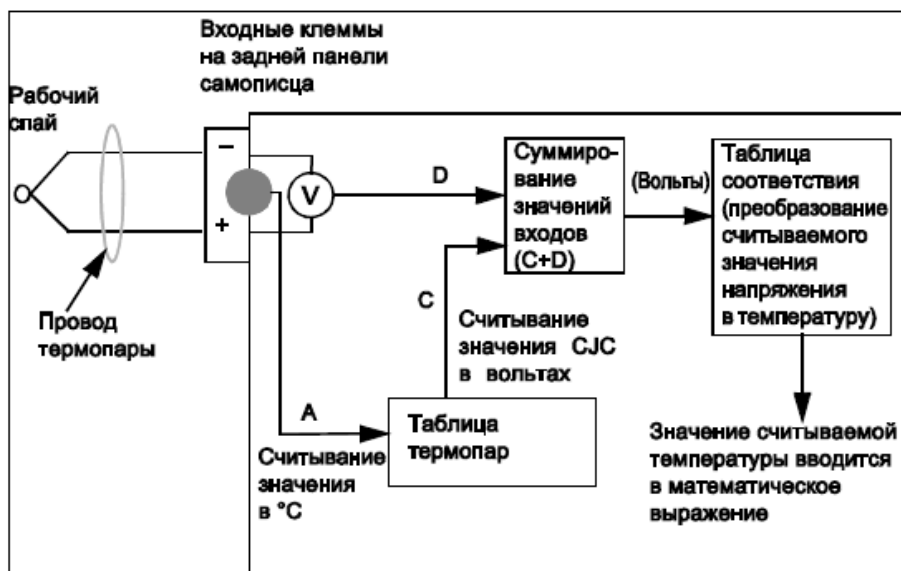 Входные клеммы
на задней панели
самописца
Рабочий
спай
–
+
V
D
Суммиро-
вание
значений
входов
(C+D)
(Вольты)
Таблица
соответствия
(преобразование
считываемого
значения
напряжения
в температуру)
Провод
термопары
C
Считывание
значения CJC
в вольтах
A
Считывание
значения
в °C
Таблица
термопар
Значение считываемой
температуры вводится
в математическое
выражение